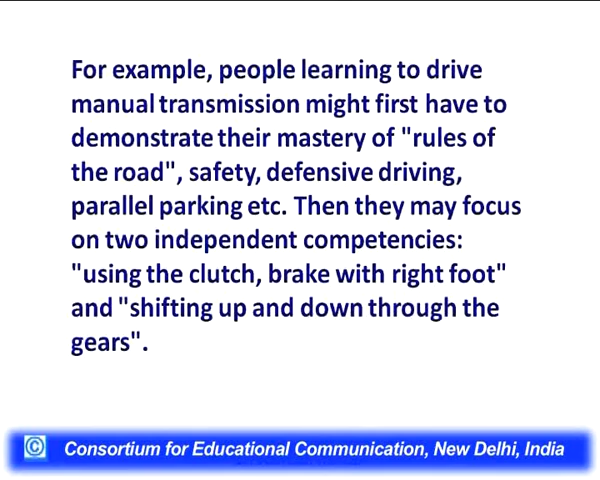 For example, people learning to drive
manual transmission might first have to
demonstrate their mastery of "rules of
the road", safety, defensive driving,
parallel parking etc. Then they may focus
on two independent competencies:
"using the clutch, brake with right foot"
and "shifting up and down through the
gears".
© Consortium for Educational Communication, New Delhi, India